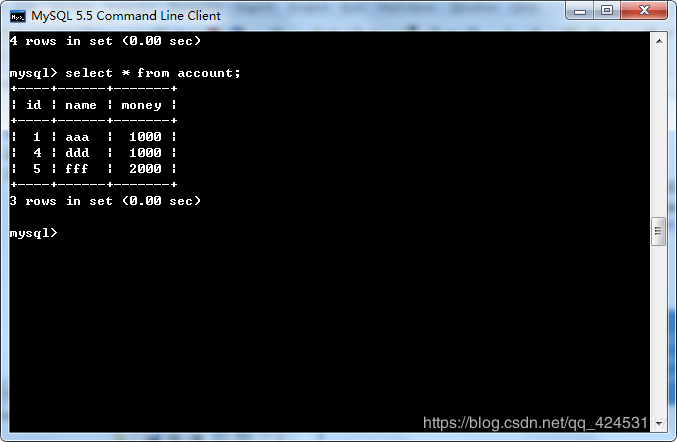 MySQL 5.5 Command Line Client
4 rows in set (0.00 sec)
mysql> select * from account;
+----+------+-------+
¦ id ¦ name ¦ money ¦
+----+------+-------+
¦  1 ¦ aaa  ¦  1000 ¦
¦  4 ¦ ddd  ¦  1000 ¦
¦  5 ¦ fff  ¦  2000 ¦
+----+------+-------+
3 rows in set (0.00 sec)
mysql>
https://blog.csdn.net/qq_424531